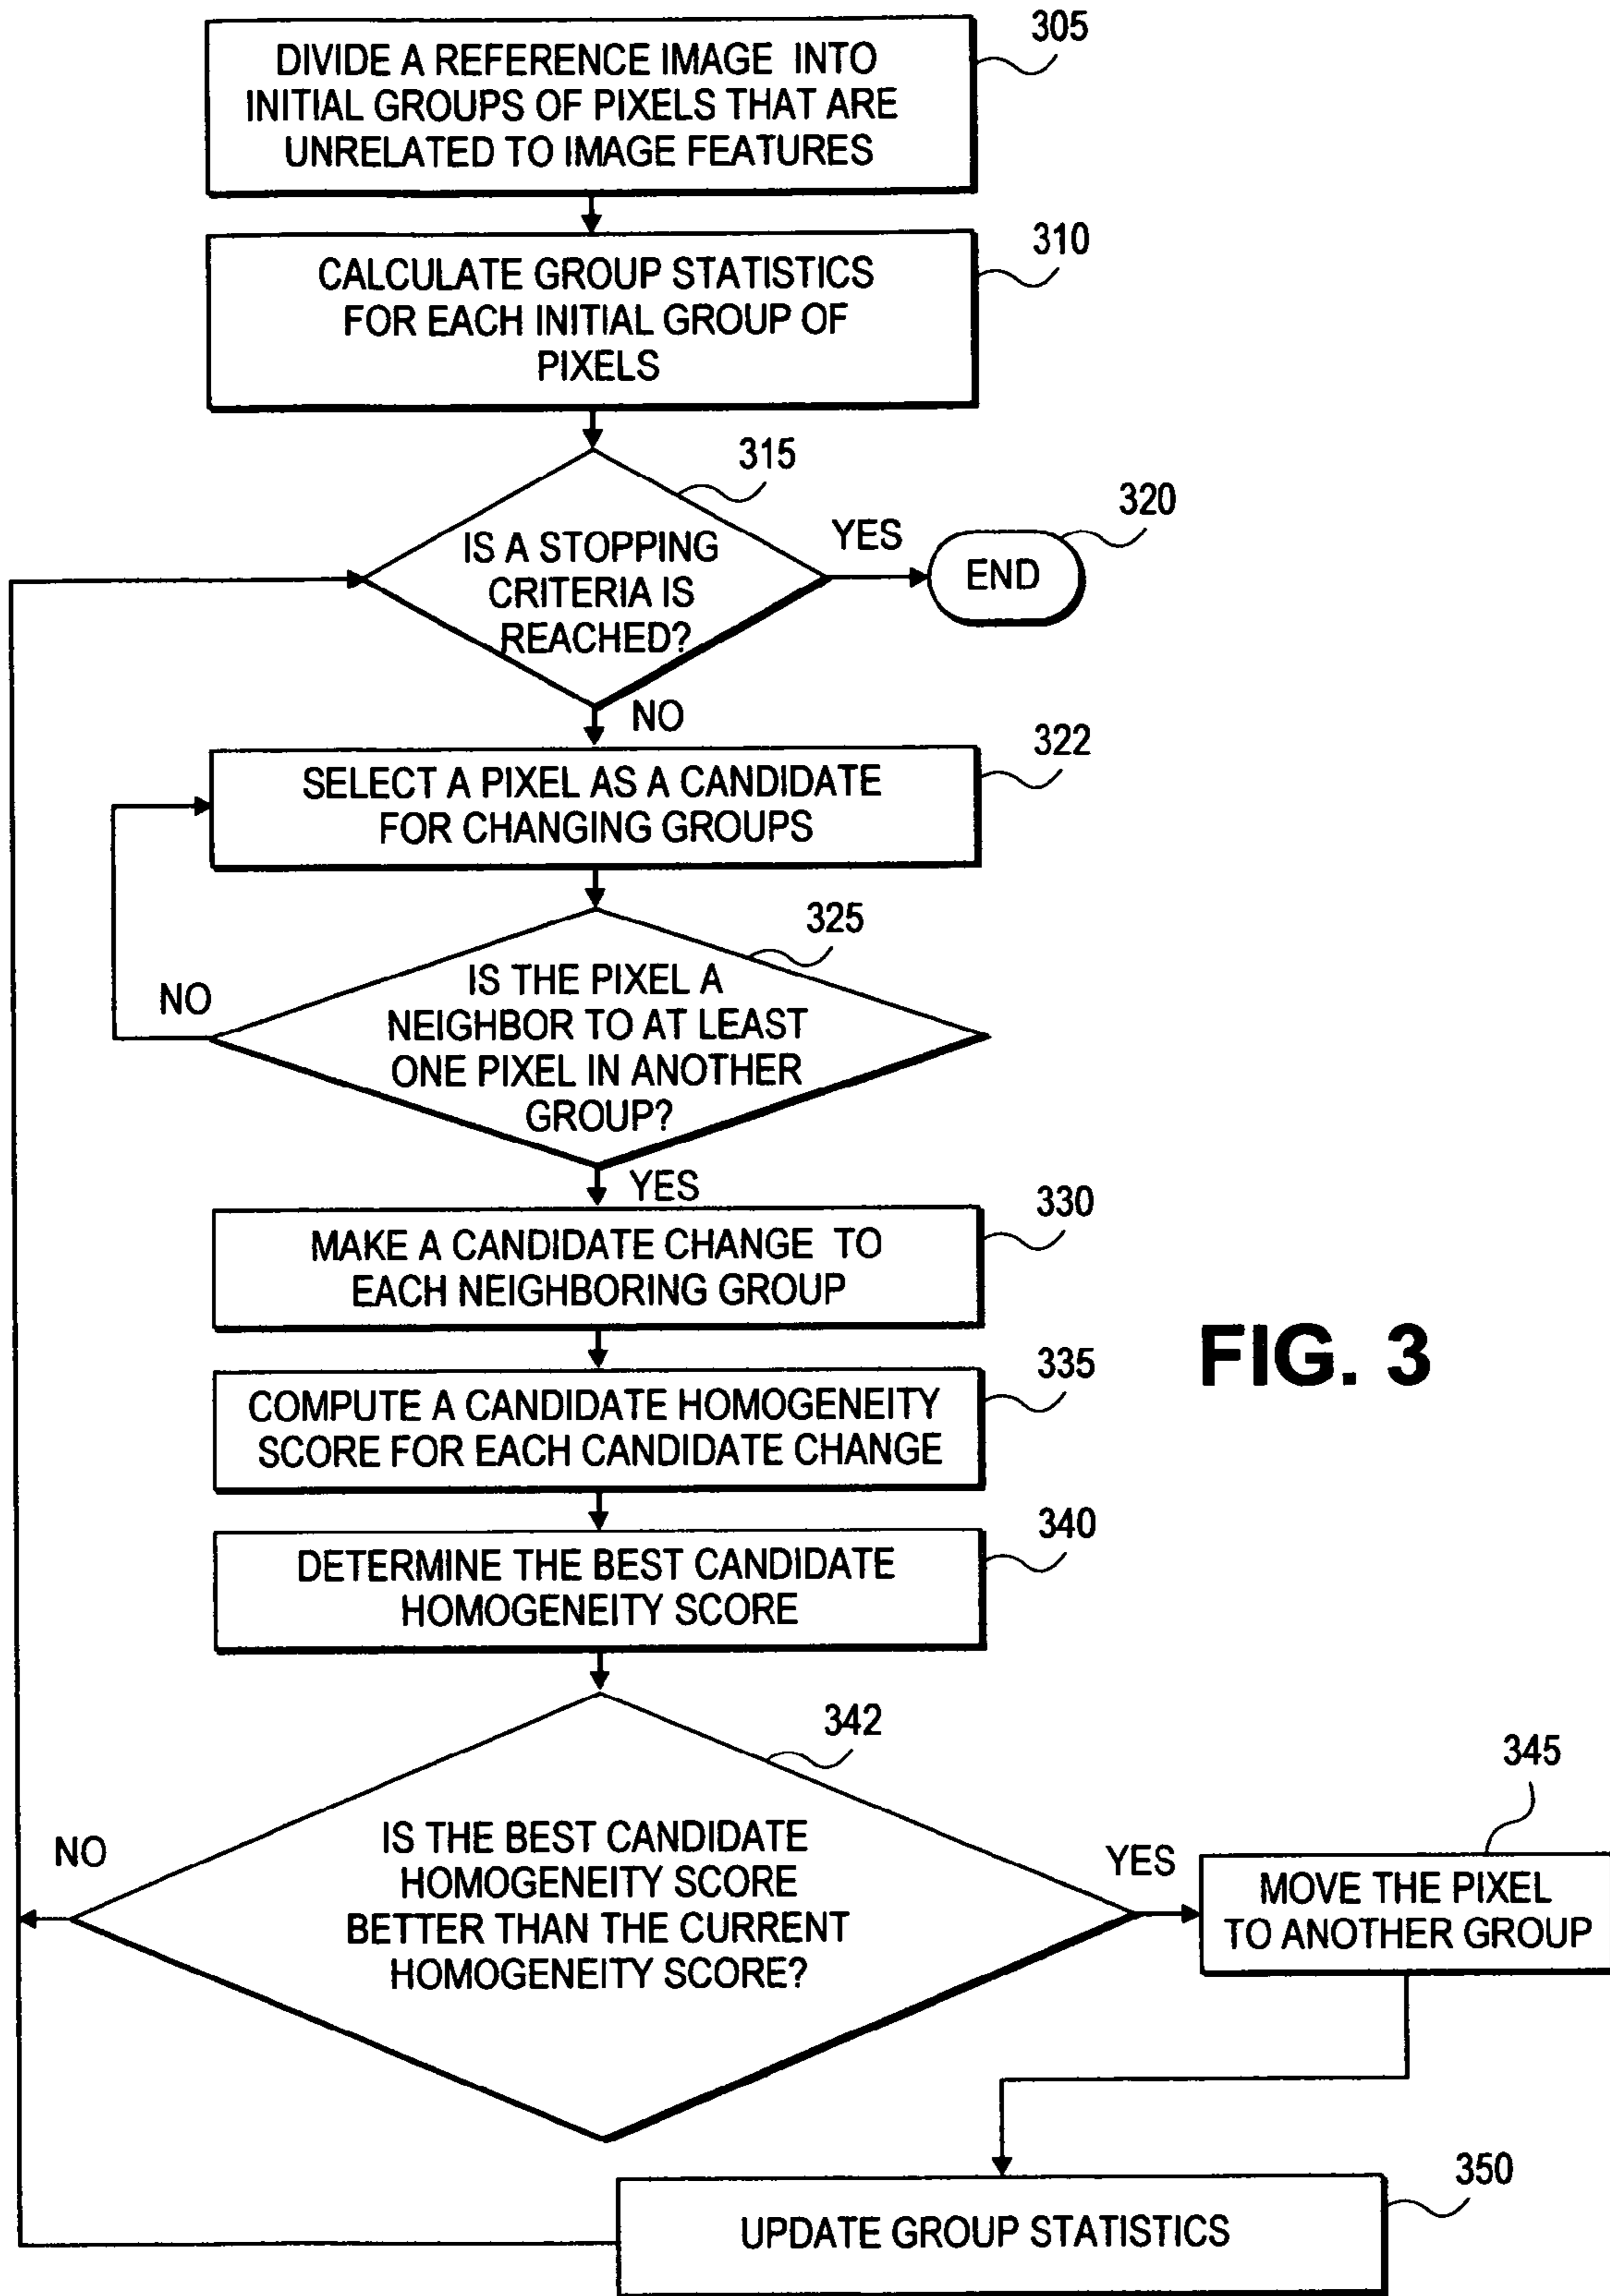 305
DIVIDE A REFERENCE IMAGE INTO
INITIAL GROUPS OF PIXELS THAT ARE
UNRELATED TO IMAGE FEATURES
310
CALCULATE GROUP STATISTICS
FOR EACH INITIAL GROUP OF
PIXELS
315
IS A STOPPING
CRITERIA IS
REACHED?
YES
320
END
NO
322
SELECT A PIXEL AS A CANDIDATE
FOR CHANGING GROUPS
325
IS THE PIXEL A
NEIGHBOR TO AT LEAST
ONE PIXEL IN ANOTHER
GROUP?
NO
YES
330
MAKE A CANDIDATE CHANGE TO
EACH NEIGHBORING GROUP
FIG. 3
335
COMPUTE A CANDIDATE HOMOGENEITY
SCORE FOR EACH CANDIDATE CHANGE
340
DETERMINE THE BEST CANDIDATE
HOMOGENEITY SCORE
342
IS THE BEST CANDIDATE
HOMOGENEITY SCORE
BETTER THAN THE CURRENT
HOMOGENEITY SCORE?
NO
YES
345
MOVE THE PIXEL
TO ANOTHER GROUP
350
UPDATE GROUP STATISTICS